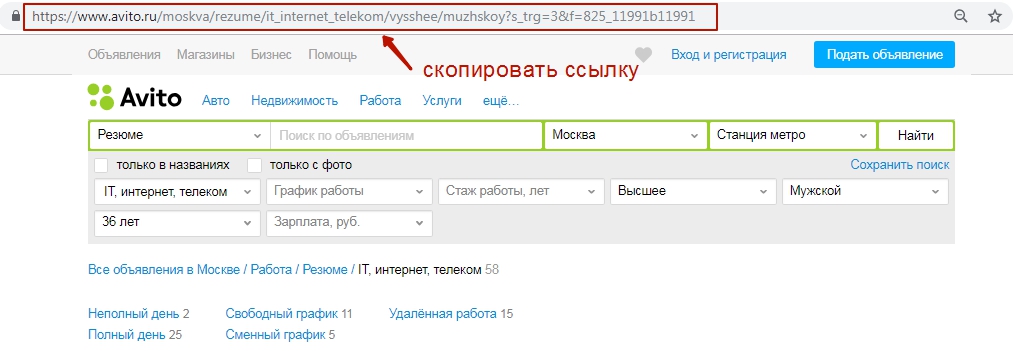 https://www.avito.ru/moskva/rezume/it_internet_telekom/vysshee/muzhskoy?s_trg=3&f=825_11991b11991
Объявления Магазины Бизнес Помощь Вход и регистрация Подать объявление
скопировать ссылку
Avito Авто Недвижимость Работа Услуги ещё...
Резюме Поиск по объявлениям Москва Станция метро Найти
только в названиях только с фото Сохранить поиск
IT, интернет, телеком График работы Стаж работы, лет Высшее Мужской
36 лет Зарплата, руб.
Все объявления в Москве / Работа / Резюме / IT, интернет, телеком 58
Неполный день 2 Свободный график 11 Удалённая работа 15
Полный день 25 Сменный график 5